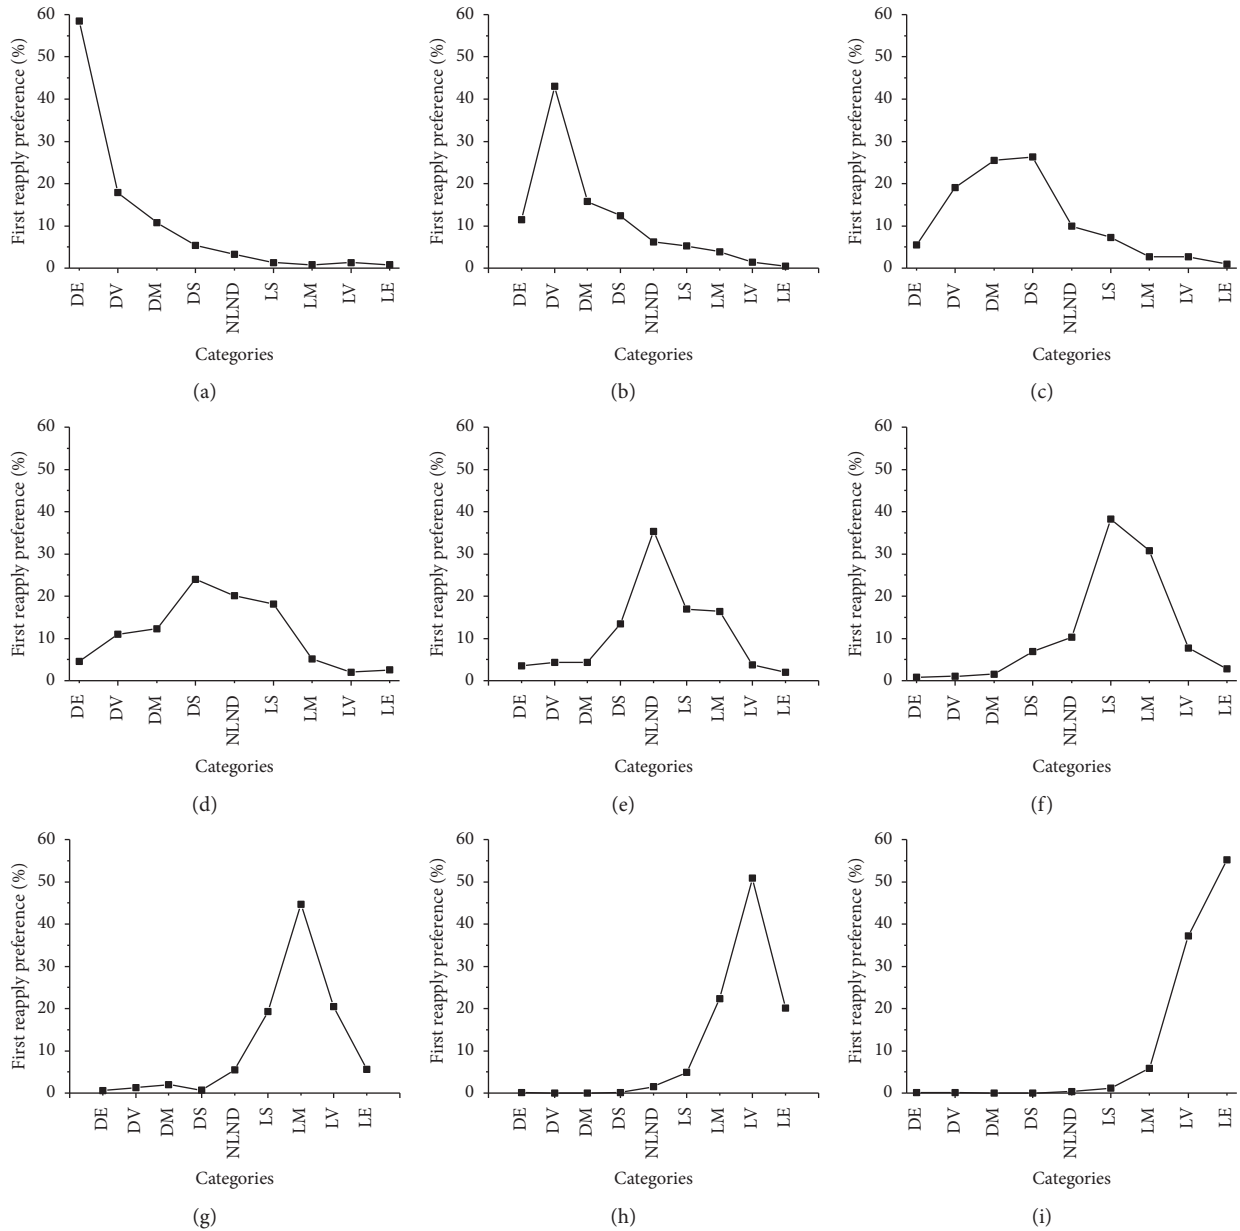 60
50
40
30
20
10
0
First reapply preference (%)
DE
DV
DM
DS
NLND
LS
LM
LV
LE
Categories
(a)
60
50
40
30
20
10
0
First reapply preference (%)
DE
DV
DM
DS
NLND
LS
LM
LV
LE
Categories
(b)
60
50
40
30
20
10
0
First reapply preference (%)
DE
DV
DM
DS
NLND
LS
LM
LV
LE
Categories
(c)
60
50
40
30
20
10
0
First reapply preference (%)
DE
DV
DM
DS
NLND
LS
LM
LV
LE
Categories
(d)
60
50
40
30
20
10
0
First reapply preference (%)
DE
DV
DM
DS
NLND
LS
LM
LV
LE
Categories
(e)
60
50
40
30
20
10
0
First reapply preference (%)
DE
DV
DM
DS
NLND
LS
LM
LV
LE
Categories
(f)
60
50
40
30
20
10
0
First reapply preference (%)
DE
DV
DM
DS
NLND
LS
LM
LV
LE
Categories
(g)
60
50
40
30
20
10
0
First reapply preference (%)
DE
DV
DM
DS
NLND
LS
LM
LV
LE
Categories
(h)
60
50
40
30
20
10
0
First reapply preference (%)
DE
DV
DM
DS
NLND
LS
LM
LV
LE
Categories
(i)